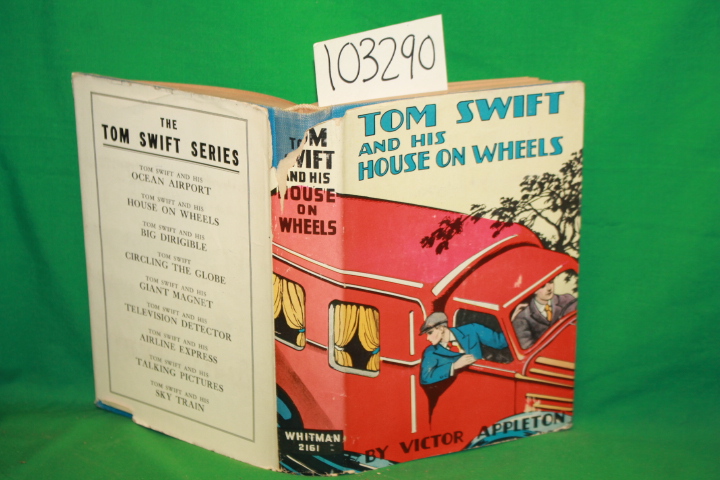 103290
THE
TOM SWIFT SERIES
TOM SWIFT AND HIS
OCEAN AIRPORT
TOM SWIFT AND HIS
HOUSE ON WHEELS
TOM SWIFT AND HIS
BIG DIRIGIBLE
TOM SWIFT
CIRCLING THE GLOBE
TOM SWIFT AND HIS
GIANT MAGNET
TOM SWIFT AND HIS
TELEVISION DETECTOR
TOM SWIFT AND HIS
AIRLINE EXPRESS
TOM SWIFT AND HIS
TALKING PICTURES
TOM SWIFT AND HIS
SKY TRAIN
TOM
SWIFT
AND HIS
HOUSE
ON
WHEELS
WHITMAN
2161
TOM SWIFT
AND HIS
HOUSE ON WHEELS
BY VICTOR APPLETON